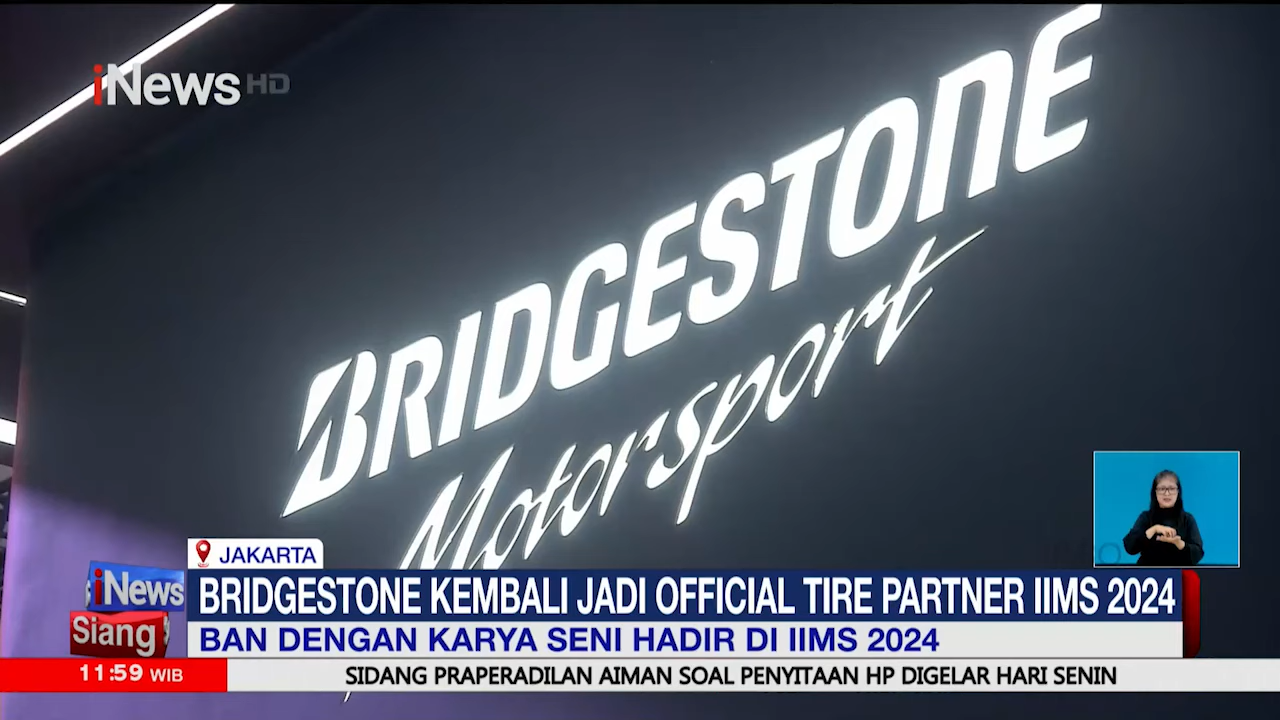 iNEWS HD
BRIDGESTONE
Motorsport
JAKARTA
iNews
Siang
BRIDGESTONE KEMBALI JADI OFFICIAL TIRE PARTNER IIMS 2024
BAN DENGAN KARYA SENI HADIR DI IIMS 2024
11:59 WIB
SIDANG PRAPERADILAN AIMAN SOAL PENYITAAN HP DIGELAR HARI SENIN